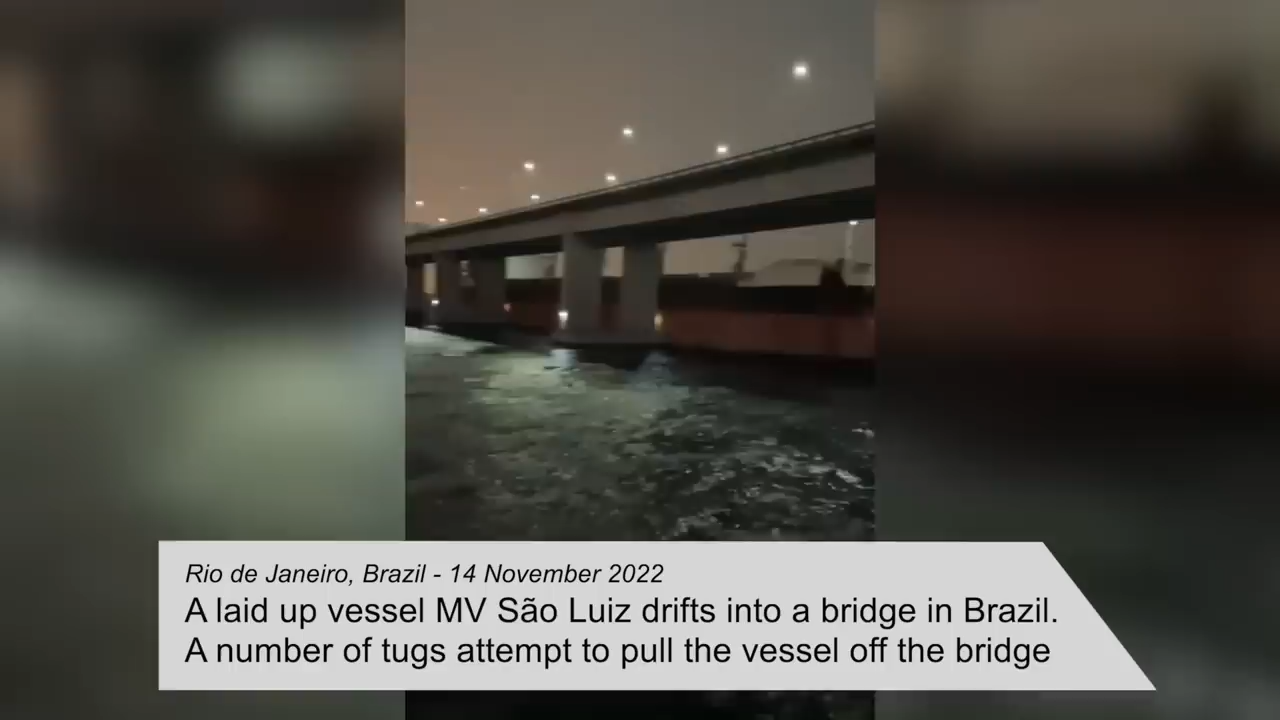 Rio de Janeiro, Brazil - 14 November 2022
A laid up vessel MV São Luiz drifts into a bridge in Brazil.
A number of tugs attempt to pull the vessel off the bridge